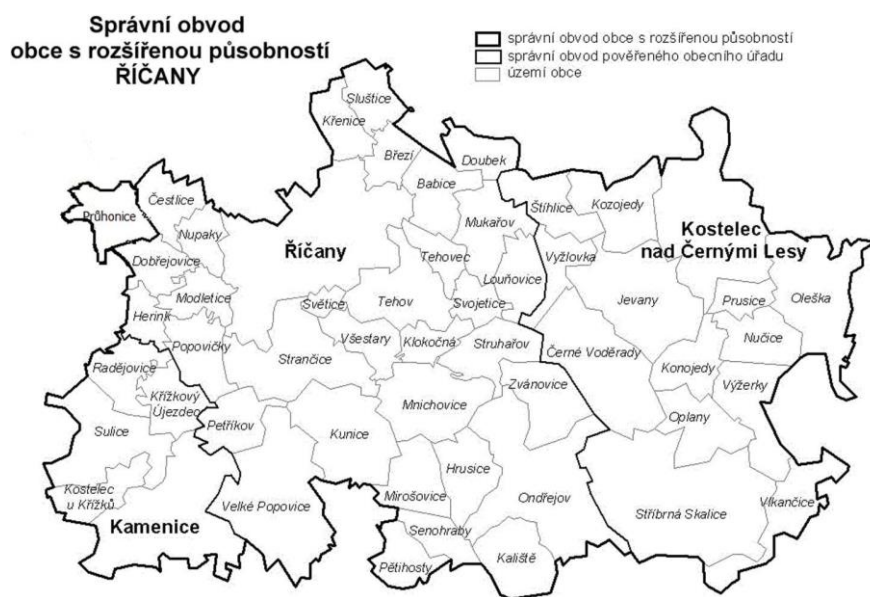 Správní obvod
obce s rozšířenou působností
ŘÍČANY
správní obvod obce s rozšířenou působností
správní obvod pověřeného obecního úřadu
území obce
Sluštice
Křenice
Březí
Doubek
Babice
Čestlice
Průhonice
Štíhlice
Kozojedy
Mukařov
Kostelec
nad Černými Lesy
Nupaky
Říčany
Dobřejovice
Tehovec
Vyžlovka
Louňovice
Oleška
Modletice
Světice
Tehov
Svojetice
Jevany
Prusice
Herink
Všestary
Klokočná
Struhařov
Nučice
Popovičky
Strančice
Černé Voděrady
Radějovice
Konojedy
Výžerky
Zvánovice
Křížkový
Újezdec
Mnichovice
Oplany
Sulice
Petříkov
Kunice
Hrusice
Kostelec
u Křížků
Mirošovice
Ondřejov
Vlkančice
Velké Popovice
Stříbrná Skalice
Kamenice
Senohraby
Kaliště
Pětihosty